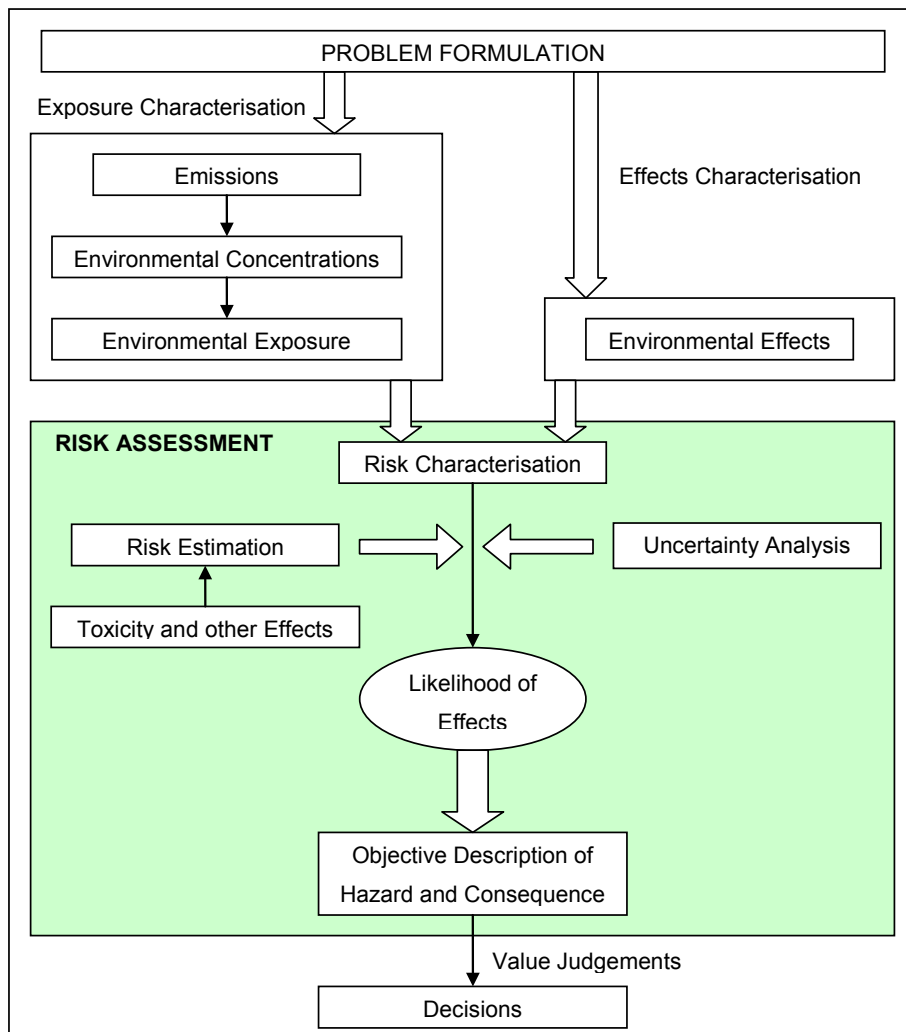 PROBLEM FORMULATION
Exposure Characterisation
Emissions
Environmental Concentrations
Environmental Exposure
Effects Characterisation
Environmental Effects
RISK ASSESSMENT
Risk Characterisation
Risk Estimation
Uncertainty Analysis
Toxicity and other Effects
Likelihood of
Effects
Objective Description of
Hazard and Consequence
Value Judgements
Decisions